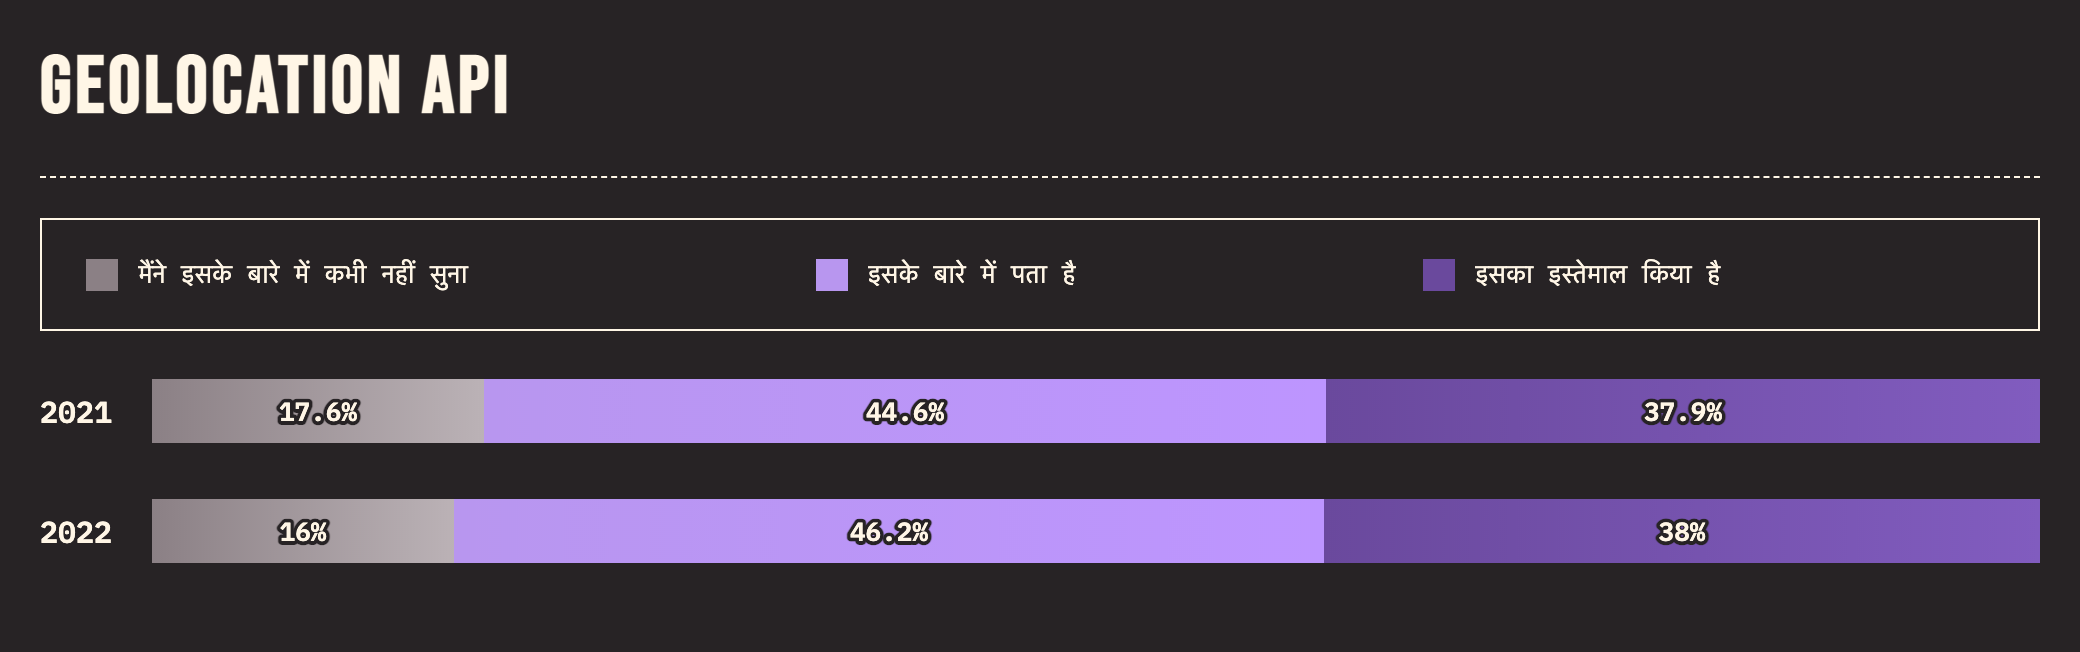 GEOLOCATION API
मैंने इसके बारे में कभी नहीं सुना
इसके बारे में पता है
इसका इस्तेमाल किया है
2021 17.6% 44.6% 37.9%
2022 16% 46.2% 38%